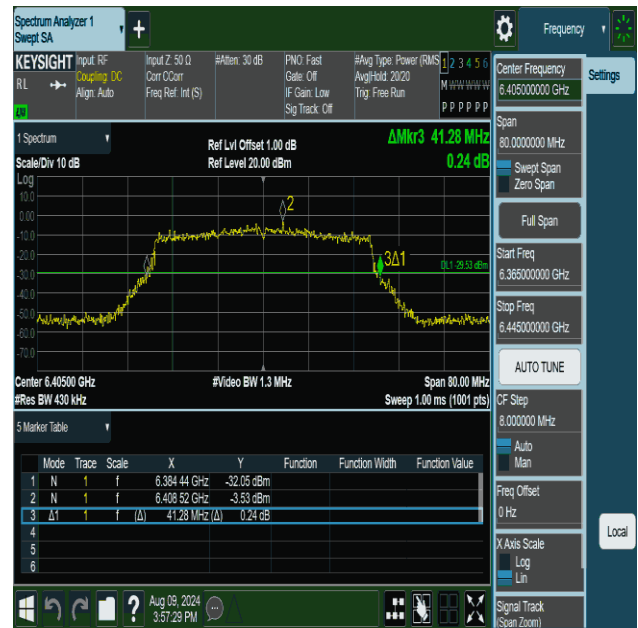 Spectrum Analyzer 1
Swept SA
+
Frequency
KEYSIGHT
RL
Input: RF
Coupling: DC
Align: Auto
Input Z: 50 Ω
Corr CCorr
Freq Ref: Int (S)
#Atten: 30 dB
PNO: Fast
Gate: Off
IF Gain: Low
Sig Track: Off
#Avg Type: Power (RMS
Avg|Hold: 20/20
Trig: Free Run
1 2 3 4 5 6
M W W W W W
P P P P P P
1 Spectrum
Scale/Div 10 dB
Ref Lvl Offset 1.00 dB
Ref Level 20.00 dBm
ΔMkr3 41.28 MHz
0.24 dB
Log
10.0
0.00
-10.0
-20.0
-30.0
-40.0
-50.0
-60.0
-70.0
2
3Δ1
DL1 -29.53 dBm
Center 6.40500 GHz
#Res BW 430 kHz
#Video BW 1.3 MHz
Span 80.00 MHz
Sweep 1.00 ms (1001 pts)
5 Marker Table
Mode Trace Scale X Y Function Function Width Function Value
1 N 1 f 6.384 44 GHz -32.05 dBm
2 N 1 f 6.408 52 GHz -3.53 dBm
3 Δ1 1 f (Δ) 41.28 MHz (Δ) 0.24 dB
4
5
6
?
Aug 09, 2024
3:57:29 PM
Center Frequency
6.405000000 GHz
Span
80.0000000 MHz
Swept Span
Zero Span
Full Span
Start Freq
6.365000000 GHz
Stop Freq
6.445000000 GHz
AUTO TUNE
CF Step
8.000000 MHz
Auto
Man
Freq Offset
0 Hz
X Axis Scale
Log
Lin
Signal Track
(Span Zoom)
Settings
Local